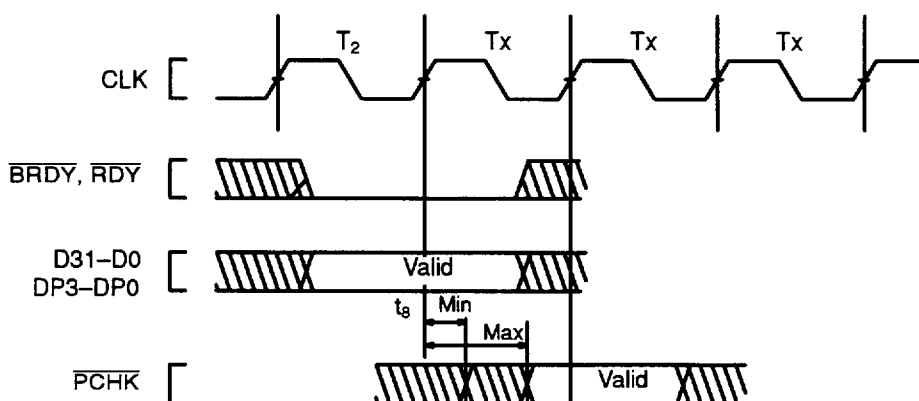 T₂ Tx Tx Tx
CLK
BRDY, RDY
D31–D0
DP3–DP0
Valid
t₈ Min
Max
PCHK
Valid